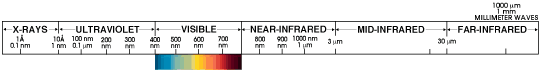 1000 µm
1 mm
MILLIMETER WAVES
X-RAYS ULTRAVIOLET VISIBLE NEAR-INFRARED MID-INFRARED FAR-INFRARED
1Å 10Å 100 nm 200 300 400 500 600 700 800 900 1000 nm 3 µm 30 µm
0.1 nm 1 nm 0.1 µm nm nm nm nm nm nm nm nm 1 µm